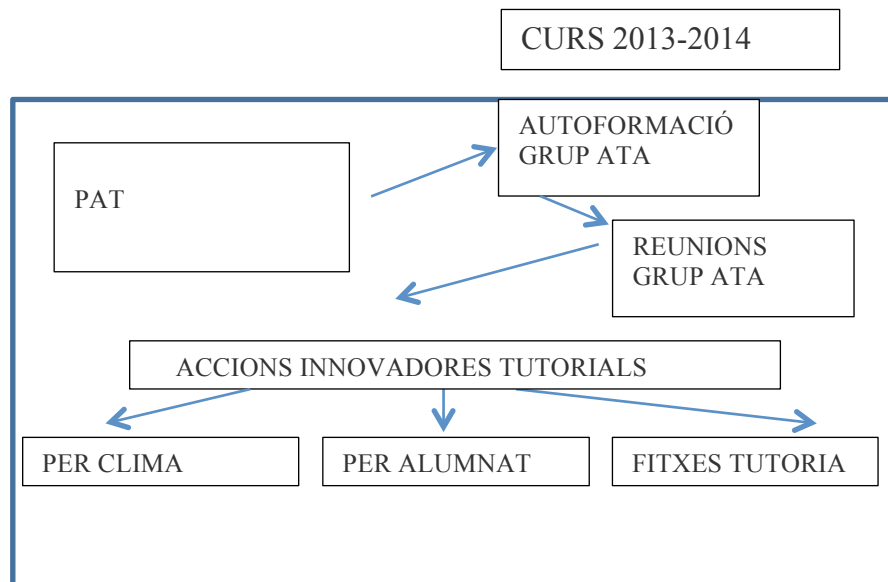 CURS 2013-2014
AUTOFORMACIÓ
GRUP ATA
PAT
REUNIONS
GRUP ATA
ACCIONS INNOVADORES TUTORIALS
PER CLIMA
PER ALUMNAT
FITXES TUTORIA